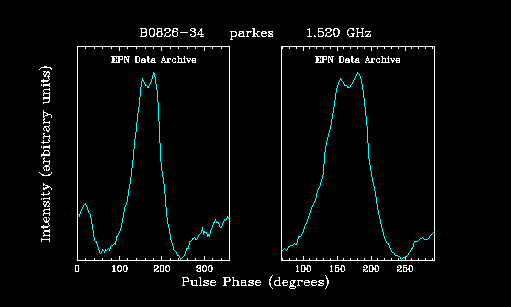 B0826-34 parkes 1.520 GHz
EPN Data Archive EPN Data Archive
Intensity (arbitrary units)
0 100 200 300 100 150 200 250
Pulse Phase (degrees)